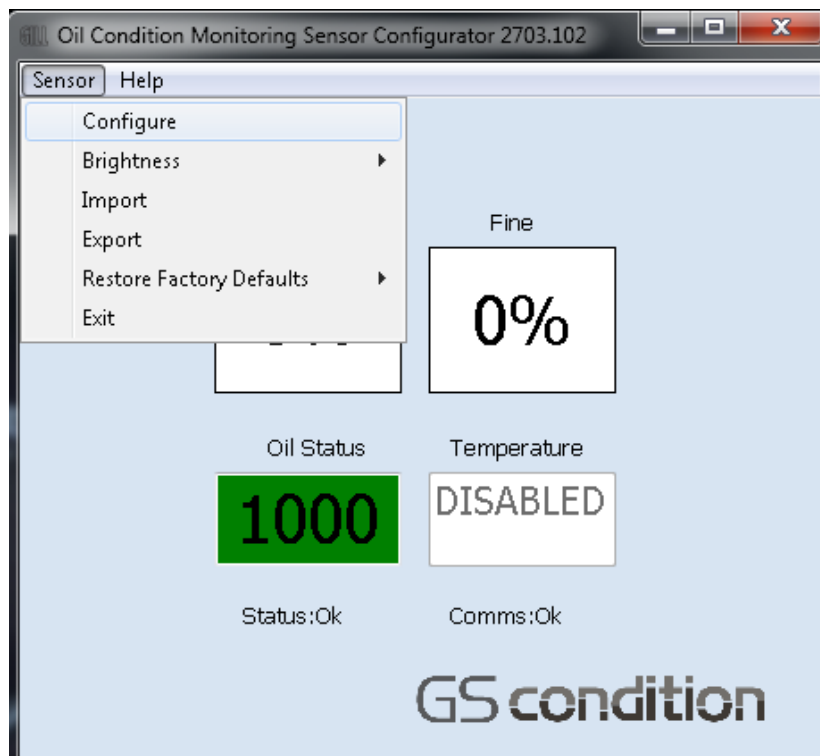 GILL Oil Condition Monitoring Sensor Configurator 2703.102
Sensor Help
Configure
Brightness
Import
Export
Restore Factory Defaults
Exit
Fine
0%
Oil Status Temperature
1000 DISABLED
Status:Ok Comms:Ok
GS condition